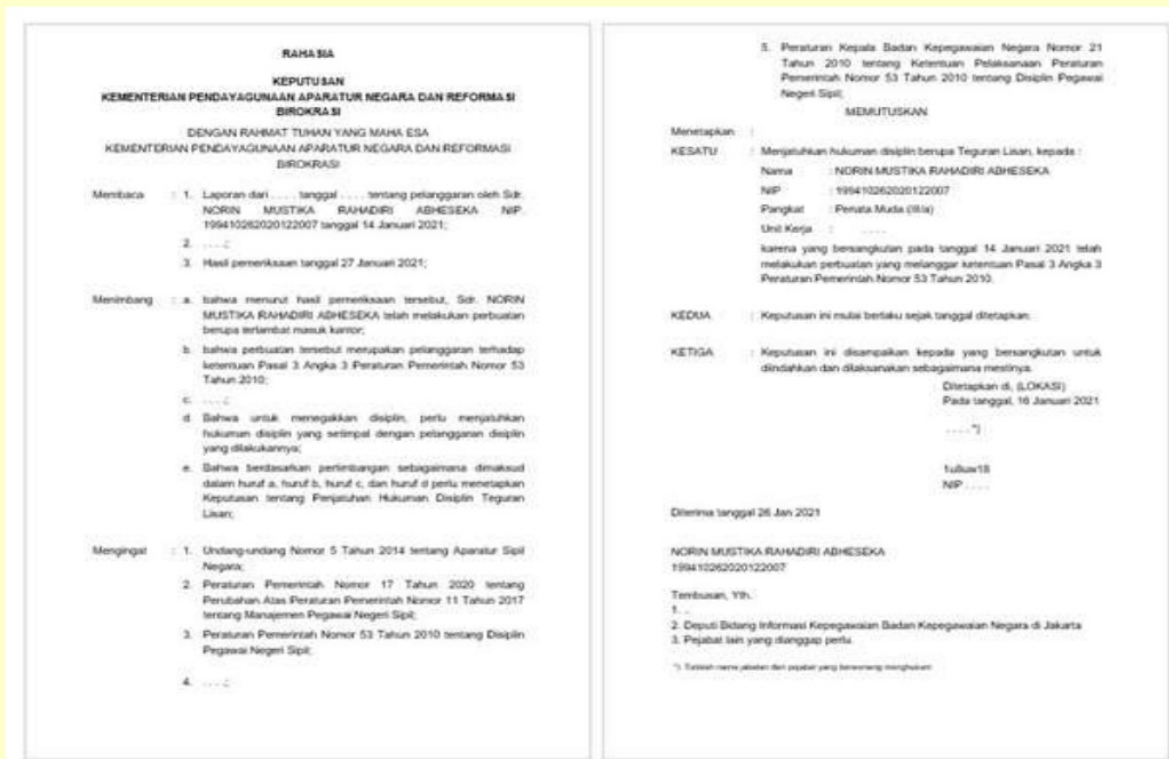 RAHASIA
KEPUTUSAN
KEMENTERIAN PENDAYAGUNAAN APARATUR NEGARA DAN REFORMASI
BIROKRASI
DENGAN RAHMAT TUHAN YANG MAHA ESA
KEMENTERIAN PENDAYAGUNAAN APARATUR NEGARA DAN REFORMASI
BIROKRASI
Membaca : 1. Laporan dari . . . . tanggal . . . . tentang pelanggaran oleh Sdr.
NORIN MUSTIKA RAHADIRI ABHESEKA NIP.
199410262020122007 tanggal 14 Januari 2021;
2. . . . .;
3. Hasil pemeriksaan tanggal 27 Januari 2021;
Menimbang : a. bahwa menurut hasil pemeriksaan tersebut, Sdr. NORIN
MUSTIKA RAHADIRI ABHESEKA telah melakukan perbuatan
berupa terlambat masuk kantor;
b. bahwa perbuatan tersebut merupakan pelanggaran terhadap
ketentuan Pasal 3 Angka 3 Peraturan Pemerintah Nomor 53
Tahun 2010;
c. . . . .;
d. Bahwa untuk menegakkan disiplin, perlu menjatuhkan
hukuman disiplin yang setimpal dengan pelanggaran disiplin
yang dilakukannya;
e. Bahwa berdasarkan pertimbangan sebagaimana dimaksud
dalam huruf a, huruf b, huruf c, dan huruf d perlu menetapkan
Keputusan tentang Penjatuhan Hukuman Disiplin Teguran
Lisan;
Mengingat : 1. Undang-undang Nomor 5 Tahun 2014 tentang Aparatur Sipil
Negara;
2. Peraturan Pemerintah Nomor 17 Tahun 2020 tentang
Perubahan Atas Peraturan Pemerintah Nomor 11 Tahun 2017
tentang Manajemen Pegawai Negeri Sipil;
3. Peraturan Pemerintah Nomor 53 Tahun 2010 tentang Disiplin
Pegawai Negeri Sipil;
4. . . . .;
5. Peraturan Kepala Badan Kepegawaian Negara Nomor 21
Tahun 2010 tentang Ketentuan Pelaksanaan Peraturan
Pemerintah Nomor 53 Tahun 2010 tentang Disiplin Pegawai
Negeri Sipil;
MEMUTUSKAN
Menetapkan :
KESATU : Menjatuhkan hukuman disiplin berupa Teguran Lisan, kepada :
Nama : NORIN MUSTIKA RAHADIRI ABHESEKA
NIP : 199410262020122007
Pangkat : Penata Muda (III/a)
Unit Kerja : . . . .
karena yang bersangkutan pada tanggal 14 Januari 2021 telah
melakukan perbuatan yang melanggar ketentuan Pasal 3 Angka 3
Peraturan Pemerintah Nomor 53 Tahun 2010.
KEDUA : Keputusan ini mulai berlaku sejak tanggal ditetapkan.
KETIGA : Keputusan ini disampaikan kepada yang bersangkutan untuk
diindahkan dan dilaksanakan sebagaimana mestinya.
Ditetapkan di, (LOKASI)
Pada tanggal, 16 Januari 2021
. . . . *)
NIP . . . .
Diterima tanggal 26 Jan 2021
NORIN MUSTIKA RAHADIRI ABHESEKA
199410262020122007
Tembusan, Yth.
1. .
2. Deputi Bidang Informasi Kepegawaian Badan Kepegawaian Negara di Jakarta
3. Pejabat lain yang dianggap perlu.
*). Tulislah nama jabatan dari pejabat yang berwenang menghukum